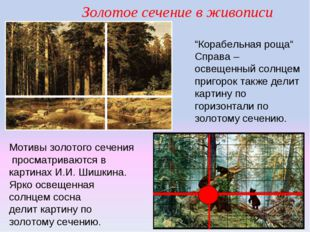 Золотое сечение в живописи
"Корабельная роща"
Справа –
освещенный солнцем
пригорок также делит
картину по
горизонтали по
золотому сечению.
Мотивы золотого сечения
просматриваются в
картинах И.И. Шишкина.
Ярко освещенная
солнцем сосна
делит картину по
золотому сечению.